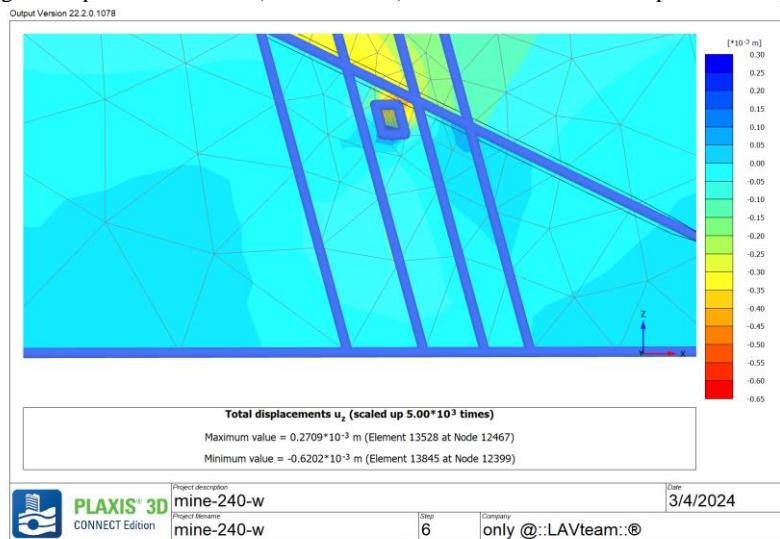 Output Version 22.2.0.1078
[*10⁻³ m]
0.30
0.20
0.15
0.10
0.05
0.00
-0.05
-0.10
-0.15
-0.20
-0.25
-0.30
-0.35
-0.40
-0.45
-0.50
-0.55
-0.60
-0.65
Z
X
Total displacements u_z (scaled up 5.00*10³ times)
Maximum value = 0.2709*10⁻³ m (Element 13528 at Node 12467)
Minimum value = -0.6202*10⁻³ m (Element 13845 at Node 12399)
PLAXIS® 3D
CONNECT Edition
Project description
mine-240-w
Date
3/4/2024
Project filename
mine-240-w
Step
6
Company
only @::LAVteam::®